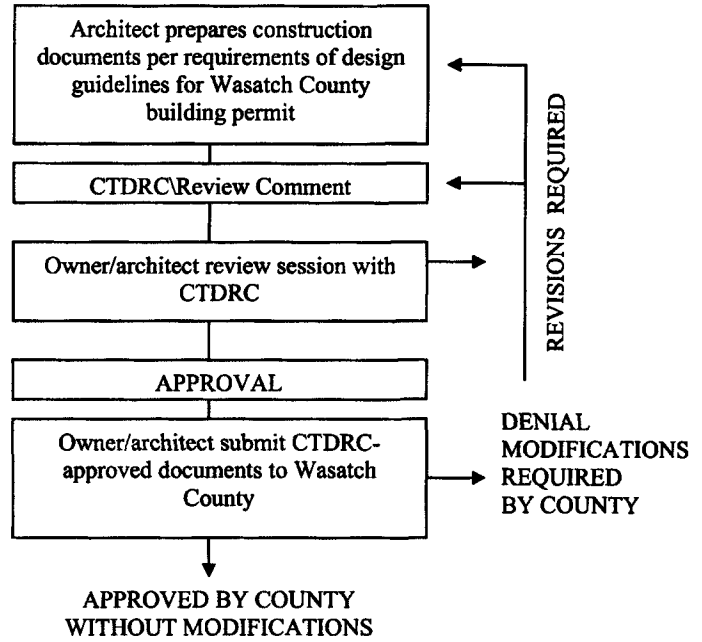 Architect prepares construction
documents per requirements of design
guidelines for Wasatch County
building permit
CTDRC\Review Comment
Owner/architect review session with
CTDRC
APPROVAL
Owner/architect submit CTDRC-
approved documents to Wasatch
County
APPROVED BY COUNTY
WITHOUT MODIFICATIONS
REVISIONS REQUIRED
DENIAL
MODIFICATIONS
REQUIRED
BY COUNTY